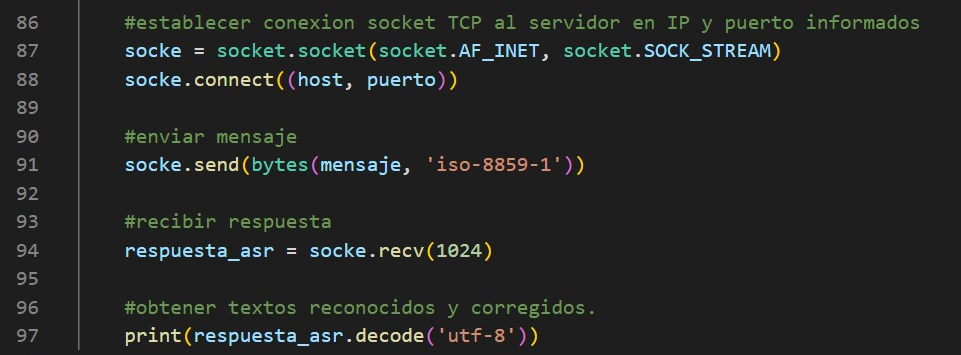 86 #establecer conexion socket TCP al servidor en IP y puerto informados
87 socke = socket.socket(socket.AF_INET, socket.SOCK_STREAM)
88 socke.connect((host, puerto))
89
90 #enviar mensaje
91 socke.send(bytes(mensaje, 'iso-8859-1'))
92
93 #recibir respuesta
94 respuesta_asr = socke.recv(1024)
95
96 #obtener textos reconocidos y corregidos.
97 print(respuesta_asr.decode('utf-8'))